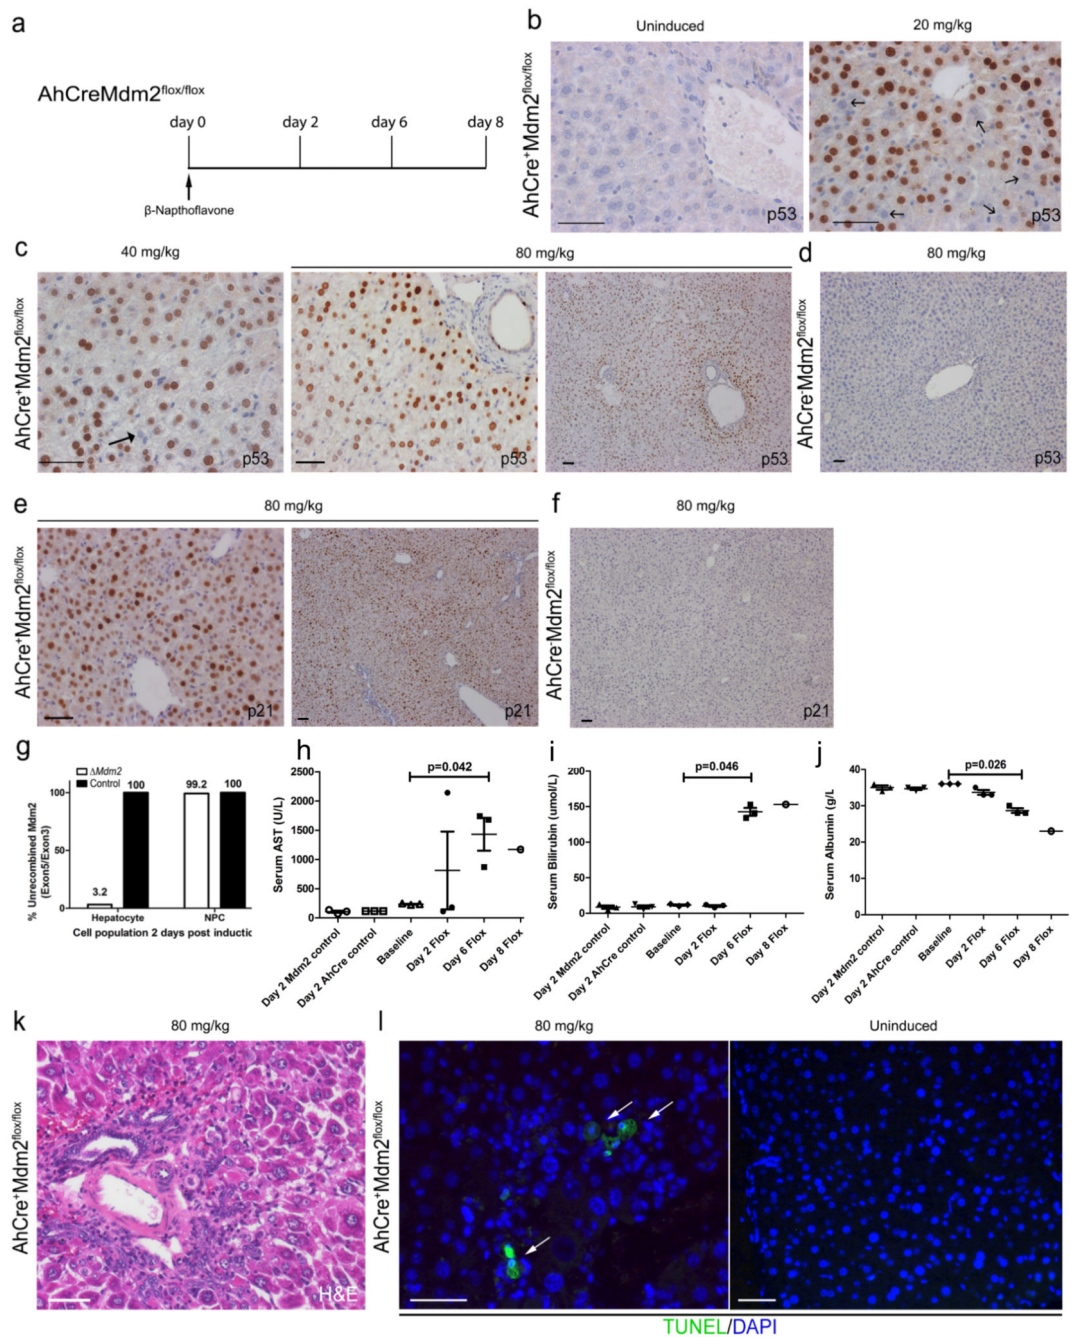 a
AhCreMdm2flox/flox
day 0 day 2 day 6 day 8
β-Napthoflavone
b
Uninduced 20 mg/kg
AhCre+Mdm2flox/flox
p53 p53
c
40 mg/kg 80 mg/kg
AhCre+Mdm2flox/flox
p53 p53 p53
d
80 mg/kg
AhCre-Mdm2flox/flox
p53
e
80 mg/kg
AhCre+Mdm2flox/flox
p21 p21
f
80 mg/kg
AhCre-Mdm2flox/flox
p21
g
ΔMdm2
Control
100 99.2 100
3.2
100
50
0
% Unrecombined Mdm2
(Exon5/Exon3)
Hepatocyte NPC
Cell population 2 days post inductic
h
p=0.042
Serum AST (U/L)
2500
2000
1500
1000
500
0
Day 2 Mdm2 control
Day 2 AhCre control
Baseline
Day 2 Flox
Day 6 Flox
Day 8 Flox
i
p=0.046
Serum Bilirubin (umol/L)
200
150
100
50
0
Day 2 Mdm2 control
Day 2 AhCre control
Baseline
Day 2 Flox
Day 6 Flox
Day 8 Flox
j
p=0.026
Serum Albumin (g/L
40
30
20
10
0
Day 2 Mdm2 control
Day 2 AhCre control
Baseline
Day 2 Flox
Day 6 Flox
Day 8 Flox
k
80 mg/kg
AhCre+Mdm2flox/flox
H&E
l
80 mg/kg Uninduced
AhCre+Mdm2flox/flox
TUNEL/DAPI